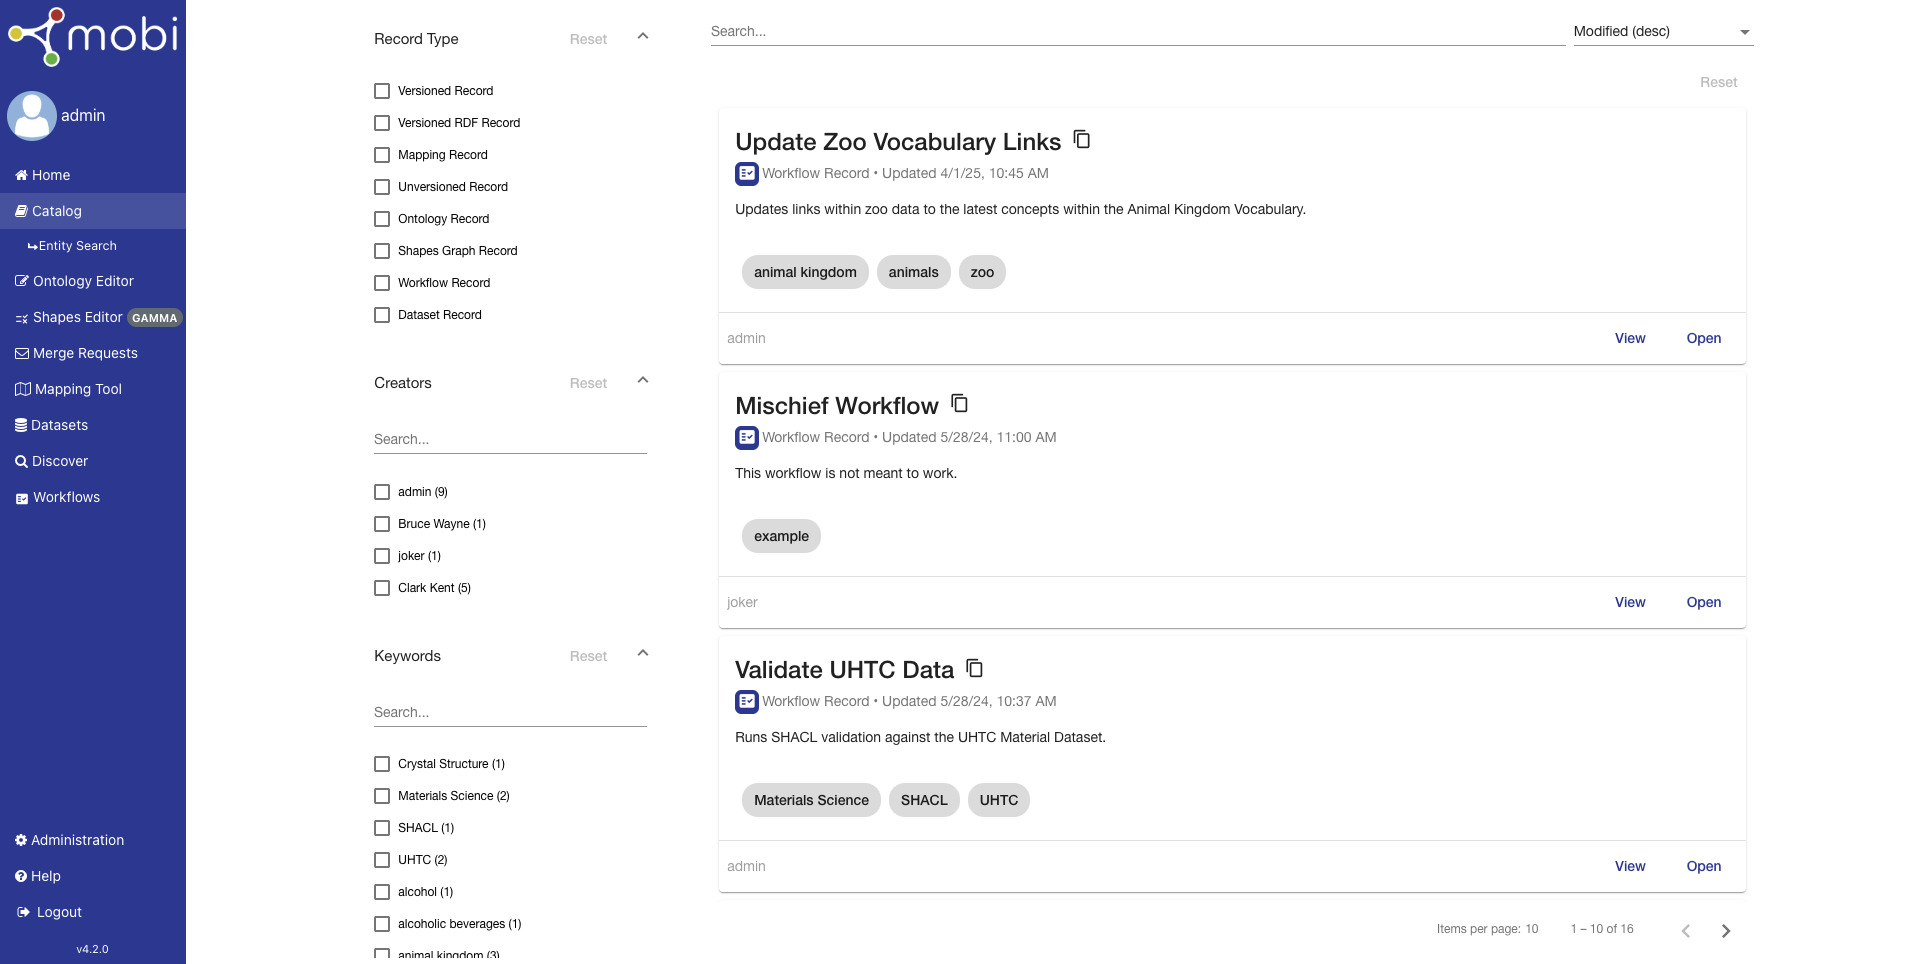 mobi
admin
Home
Catalog
Entity Search
Ontology Editor
Shapes Editor GAMMA
Merge Requests
Mapping Tool
Datasets
Discover
Workflows
Administration
Help
Logout
v4.2.0
Record Type Reset
Versioned Record
Versioned RDF Record
Mapping Record
Unversioned Record
Ontology Record
Shapes Graph Record
Workflow Record
Dataset Record
Creators Reset
Search...
admin (9)
Bruce Wayne (1)
joker (1)
Clark Kent (5)
Keywords Reset
Search...
Crystal Structure (1)
Materials Science (2)
SHACL (1)
UHTC (2)
alcohol (1)
alcoholic beverages (1)
animal kingdom (3)
Search... Modified (desc)
Reset
Update Zoo Vocabulary Links
Workflow Record • Updated 4/1/25, 10:45 AM
Updates links within zoo data to the latest concepts within the Animal Kingdom Vocabulary.
animal kingdom animals zoo
admin View Open
Mischief Workflow
Workflow Record • Updated 5/28/24, 11:00 AM
This workflow is not meant to work.
example
joker View Open
Validate UHTC Data
Workflow Record • Updated 5/28/24, 10:37 AM
Runs SHACL validation against the UHTC Material Dataset.
Materials Science SHACL UHTC
admin View Open
Items per page: 10 1 – 10 of 16